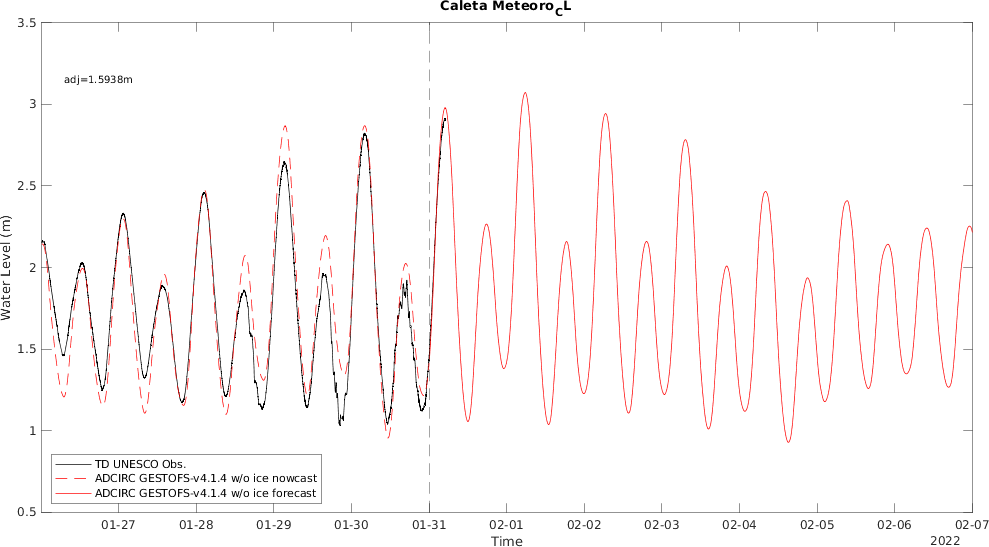 Caleta Meteoro_CL
3.5
adj=1.5938m
3
2.5
2
1.5
1
0.5
Water Level (m)
TD UNESCO Obs.
ADCIRC GESTOFS-v4.1.4 w/o ice nowcast
ADCIRC GESTOFS-v4.1.4 w/o ice forecast
01-27 01-28 01-29 01-30 01-31 02-01 02-02 02-03 02-04 02-05 02-06 02-07
Time
2022